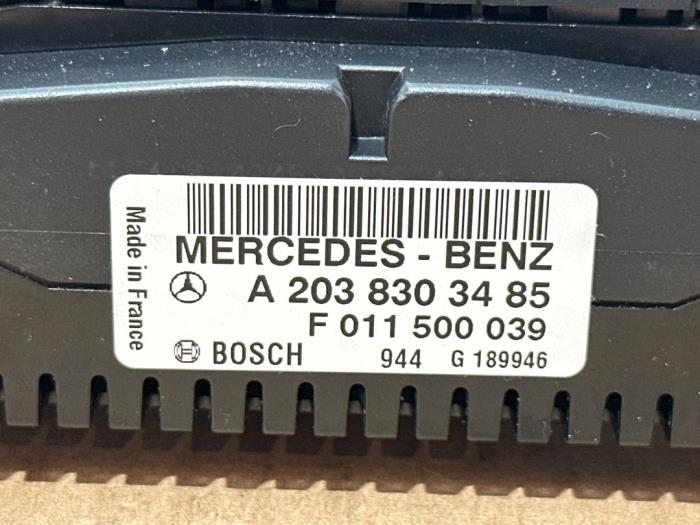 Made in France
MERCEDES - BENZ
A 203 830 34 85
F 011 500 039
BOSCH 944 G 189946